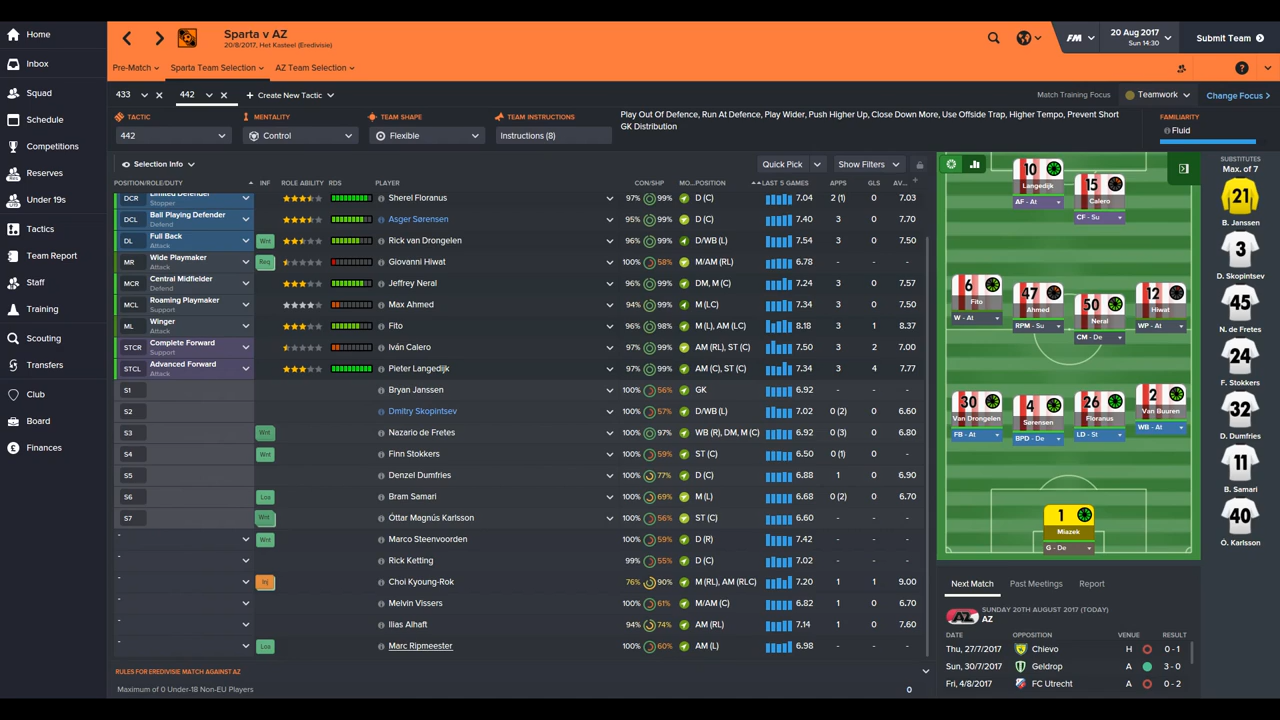 Home
Inbox
Squad
Schedule
Competitions
Reserves
Under 19s
Tactics
Team Report
Staff
Training
Scouting
Transfers
Club
Board
Finances
Sparta v AZ
20/8/2017, Het Kasteel (Eredivisie)
FM
20 Aug 2017
Sun 14:30
Submit Team
Pre-Match
Sparta Team Selection
AZ Team Selection
?
433
442
+ Create New Tactic
Match Training Focus
Teamwork
Change Focus >
TACTIC
442
MENTALITY
Control
TEAM SHAPE
Flexible
TEAM INSTRUCTIONS
Instructions (8)
Play Out Of Defence, Run At Defence, Play Wider, Push Higher Up, Close Down More, Use Offside Trap, Higher Tempo, Prevent Short
GK Distribution
FAMILIARITY
Fluid
Selection Info
Quick Pick
Show Filters
POSITION/ROLE/DUTY INF ROLE ABILITY RDS PLAYER CON/SHP MO... POSITION LAST 5 GAMES APPS GLS AV...
DCR Limited Defender Stopper Sherel Floranus 97% 99% D (C) 7.04 2 (1) 0 7.03
DCL Ball Playing Defender Defend Asger Sørensen 96% 99% D (C) 7.40 3 0 7.70
DL Full Back Attack Wnt Rick van Drongelen 96% 99% D/WB (L) 7.54 3 0 7.50
MR Wide Playmaker Attack Req Giovanni Hiwat 100% 58% M/AM (RL) 6.78 - - -
MCR Central Midfielder Defend Jeffrey Neral 96% 99% DM, M (C) 7.24 3 0 7.57
MCL Roaming Playmaker Support Max Ahmed 94% 99% M (LC) 7.34 3 0 7.50
ML Winger Attack Fito 96% 98% M (L), AM (LC) 8.18 3 1 8.37
STCR Complete Forward Support Iván Calero 97% 99% AM (RL), ST (C) 7.50 3 2 7.00
STCL Advanced Forward Attack Pieter Langedijk 97% 99% AM (C), ST (C) 7.34 3 4 7.77
S1 Bryan Janssen 100% 56% GK 6.92 - - -
S2 Dmitry Skopintsev 100% 57% D/WB (L) 7.02 0 (2) 0 6.60
S3 Wnt Nazario de Fretes 100% 97% WB (R), DM, M (C) 6.92 0 (3) 0 6.80
S4 Wnt Finn Stokkers 100% 59% ST (C) 6.50 0 (1) 0 -
S5 Denzel Dumfries 100% 77% D (C) 6.88 1 0 6.90
S6 Loa Bram Samari 100% 69% M (L) 6.68 0 (2) 0 6.70
S7 Wnt Óttar Magnús Karlsson 100% 56% ST (C) 6.60 - - -
- Wnt Marco Steenvoorden 100% 59% D (R) 7.42 - - -
- Rick Ketting 99% 55% D (C) 7.00 - - -
- Inj Choi Kyoung-Rok 76% 90% M (RL), AM (RLC) 7.20 1 1 9.00
- Melvin Vissers 100% 61% M/AM (C) 6.82 1 0 6.70
- Ilias Alhaft 94% 74% AM (RL) 7.14 1 0 7.60
- Loa Marc Ripmeester 100% 60% AM (L) 6.98 - - -
RULES FOR EREDIVISIE MATCH AGAINST AZ
Maximum of 0 Under-18 Non-EU Players 0
10
Langedijk
AF - At
15
Calero
CF - Su
6
Fito
W - At
47
Ahmed
RPM - Su
50
Neral
CM - De
12
Hiwat
WP - At
30
Van Drongelen
FB - At
4
Sørensen
BPD - De
26
Floranus
LD - St
2
Van Buuren
WB - At
1
Miazek
G - De
SUBSTITUTES
Max. of 7
21
B. Janssen
3
D. Skopintsev
45
N. de Fretes
24
F. Stokkers
32
D. Dumfries
11
B. Samari
40
Ó. Karlsson
Next Match
Past Meetings
Report
SUNDAY 20TH AUGUST 2017 (TODAY)
AZ
DATE OPPOSITION VENUE RESULT
Thu, 27/7/2017 Chievo H 0 - 1
Sun, 30/7/2017 Geldrop A 3 - 0
Fri, 4/8/2017 FC Utrecht A 0 - 2